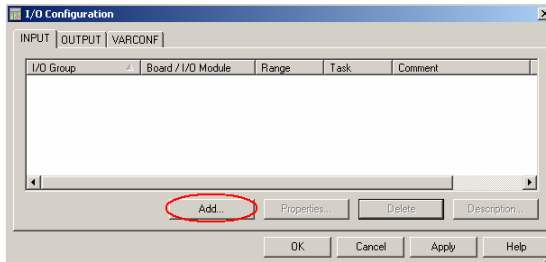 I/O Configuration
INPUT OUTPUT VARCONF
I/O Group Board / I/O Module Range Task Comment
Add... Properties... Delete Description...
OK Cancel Apply Help